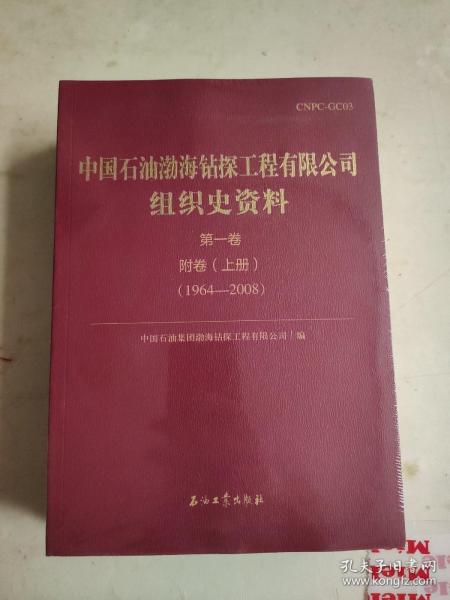 CNPC-GC03
中国石油渤海钻探工程有限公司
组织史资料
第一卷
附卷（上册）
（1964—2008）
中国石油集团渤海钻探工程有限公司 编
石油工业出版社
Miel
Miel
孔夫子旧书网